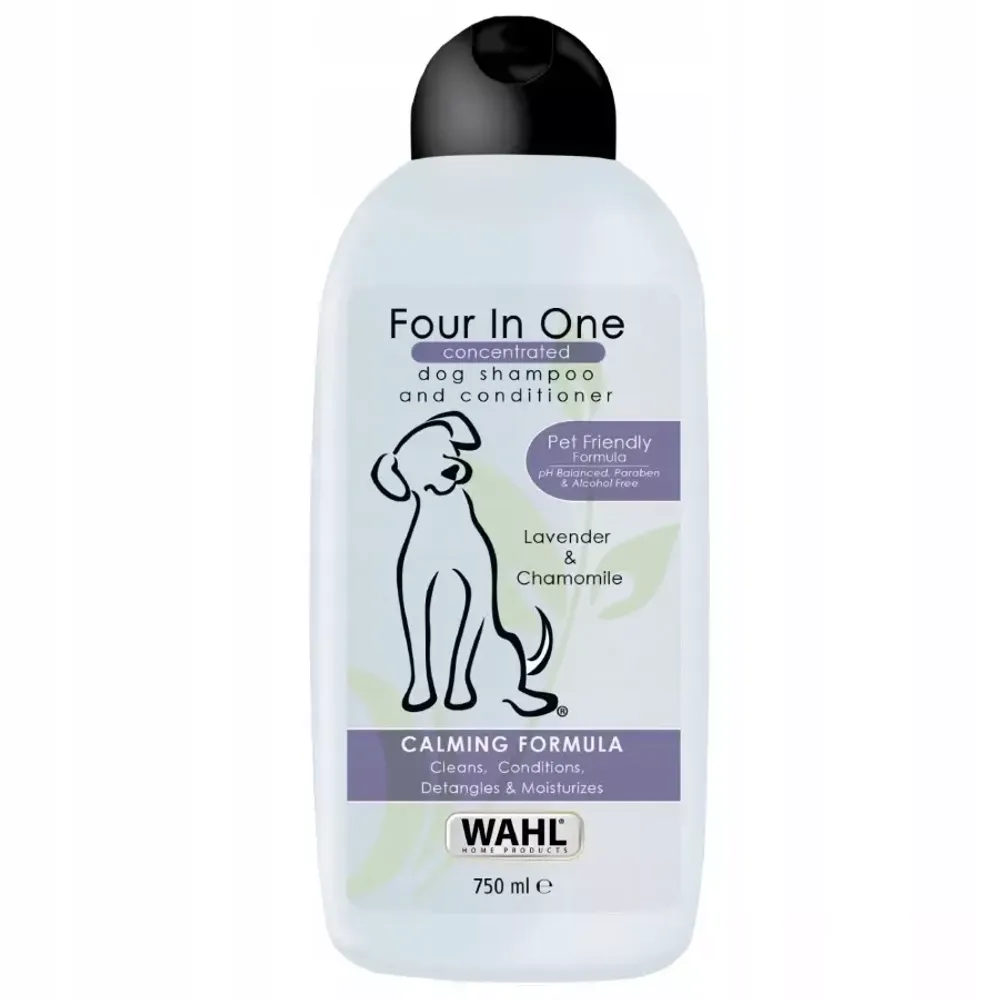 Four In One
concentrated
dog shampoo
and conditioner
Pet Friendly
Formula
pH Balanced, Paraben
& Alcohol Free
Lavender
&
Chamomile
®
CALMING FORMULA
Cleans, Conditions,
Detangles & Moisturizes
WAHL®
HOME PRODUCTS
750 ml ℮